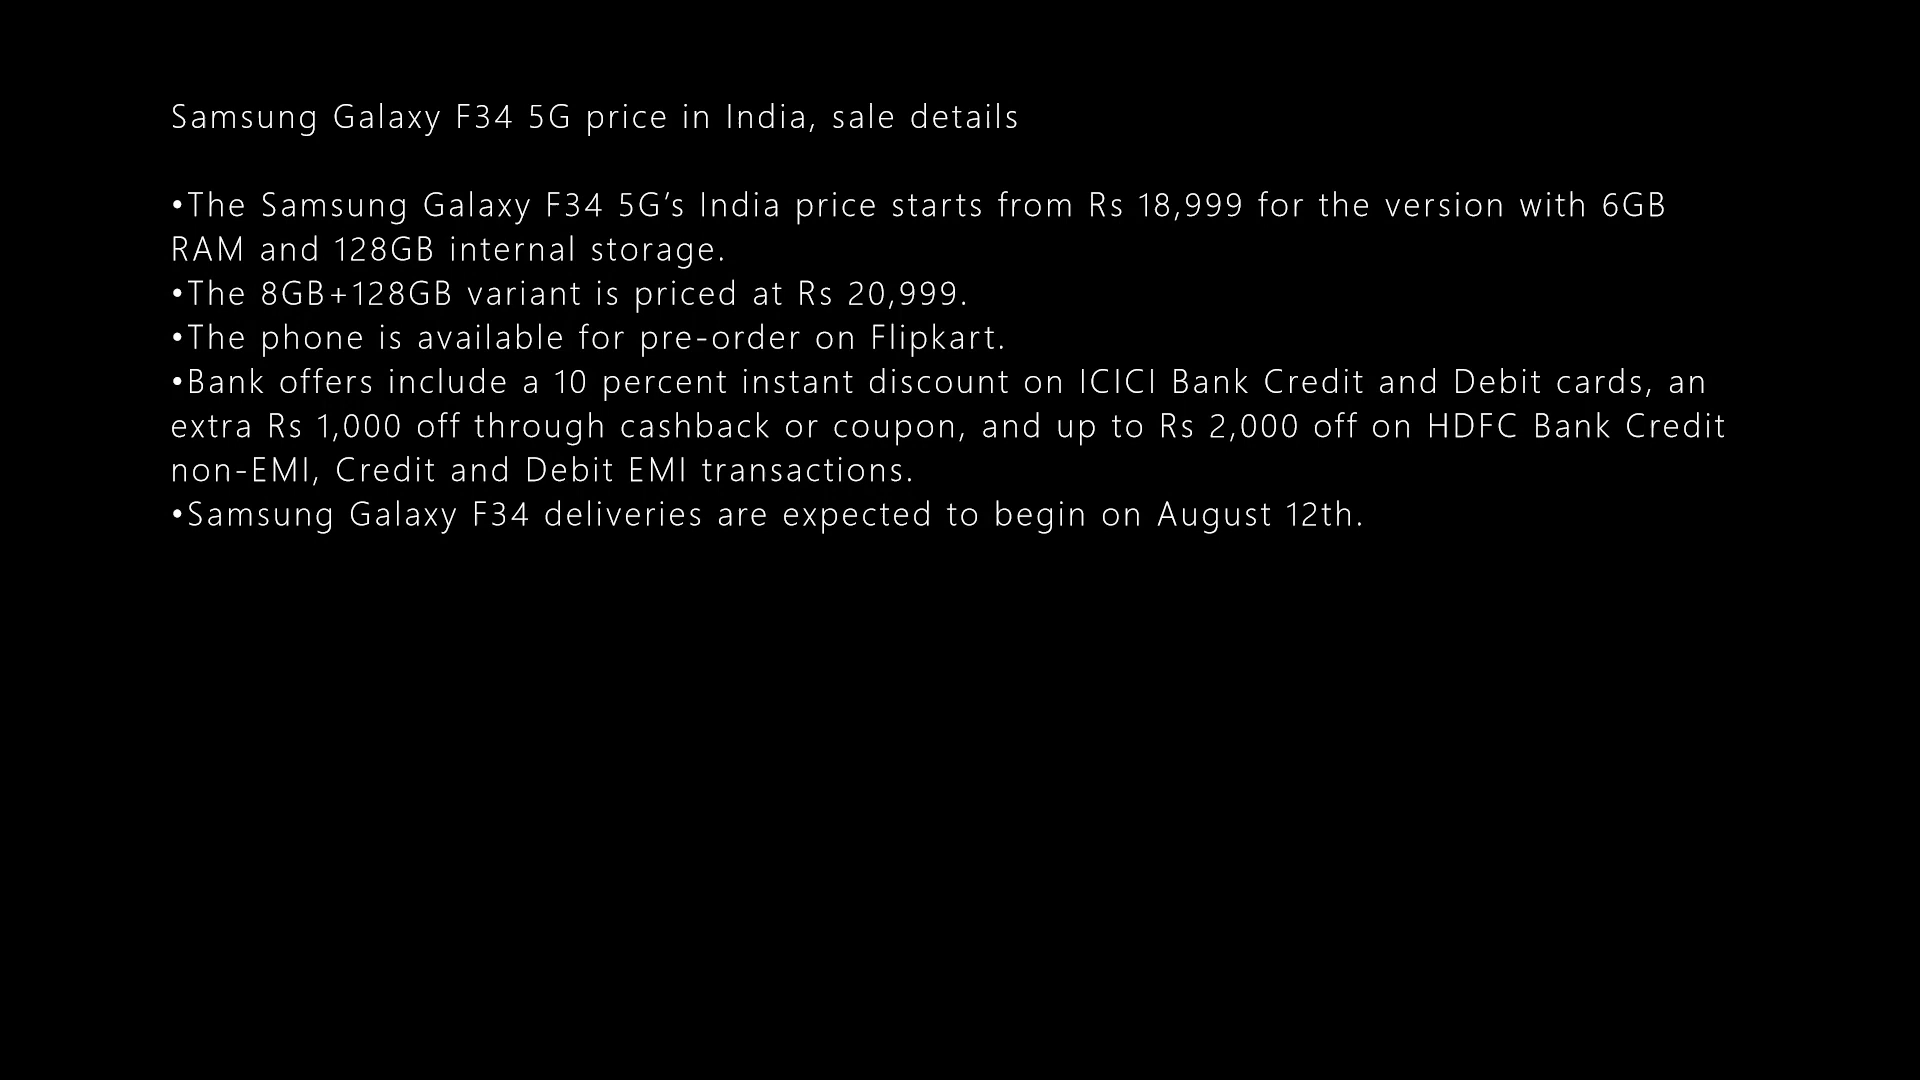 Samsung Galaxy F34 5G price in India, sale details
•The Samsung Galaxy F34 5G’s India price starts from Rs 18,999 for the version with 6GB
RAM and 128GB internal storage.
•The 8GB+128GB variant is priced at Rs 20,999.
•The phone is available for pre-order on Flipkart.
•Bank offers include a 10 percent instant discount on ICICI Bank Credit and Debit cards, an
extra Rs 1,000 off through cashback or coupon, and up to Rs 2,000 off on HDFC Bank Credit
non-EMI, Credit and Debit EMI transactions.
•Samsung Galaxy F34 deliveries are expected to begin on August 12th.